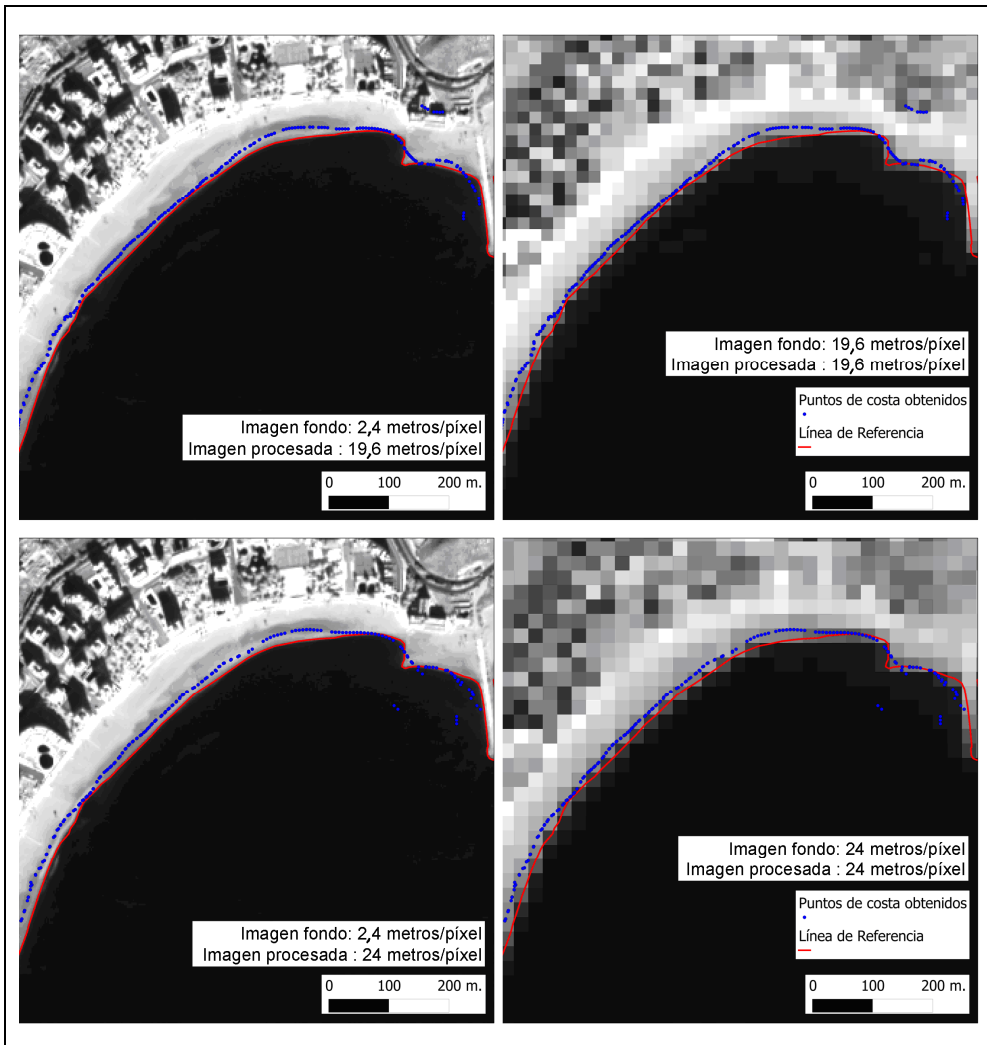 Imagen fondo: 2,4 metros/píxel
Imagen procesada : 19,6 metros/píxel
0 100 200 m.
Imagen fondo: 19,6 metros/píxel
Imagen procesada : 19,6 metros/píxel
Puntos de costa obtenidos
Línea de Referencia
0 100 200 m.
Imagen fondo: 2,4 metros/píxel
Imagen procesada : 24 metros/píxel
0 100 200 m.
Imagen fondo: 24 metros/píxel
Imagen procesada : 24 metros/píxel
Puntos de costa obtenidos
Línea de Referencia
0 100 200 m.